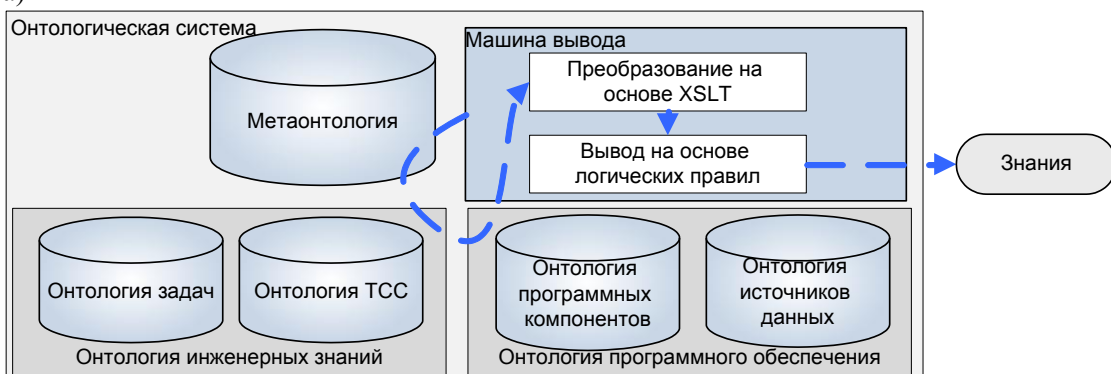 а)
Онтологическая система
Машина вывода
Преобразование на
основе XSLT
Метаонтология
Вывод на основе
логических правил
Знания
Онтология задач
Онтология ТСС
Онтология
программных
компонентов
Онтология
источников
данных
Онтология инженерных знаний
Онтология программного обеспечения